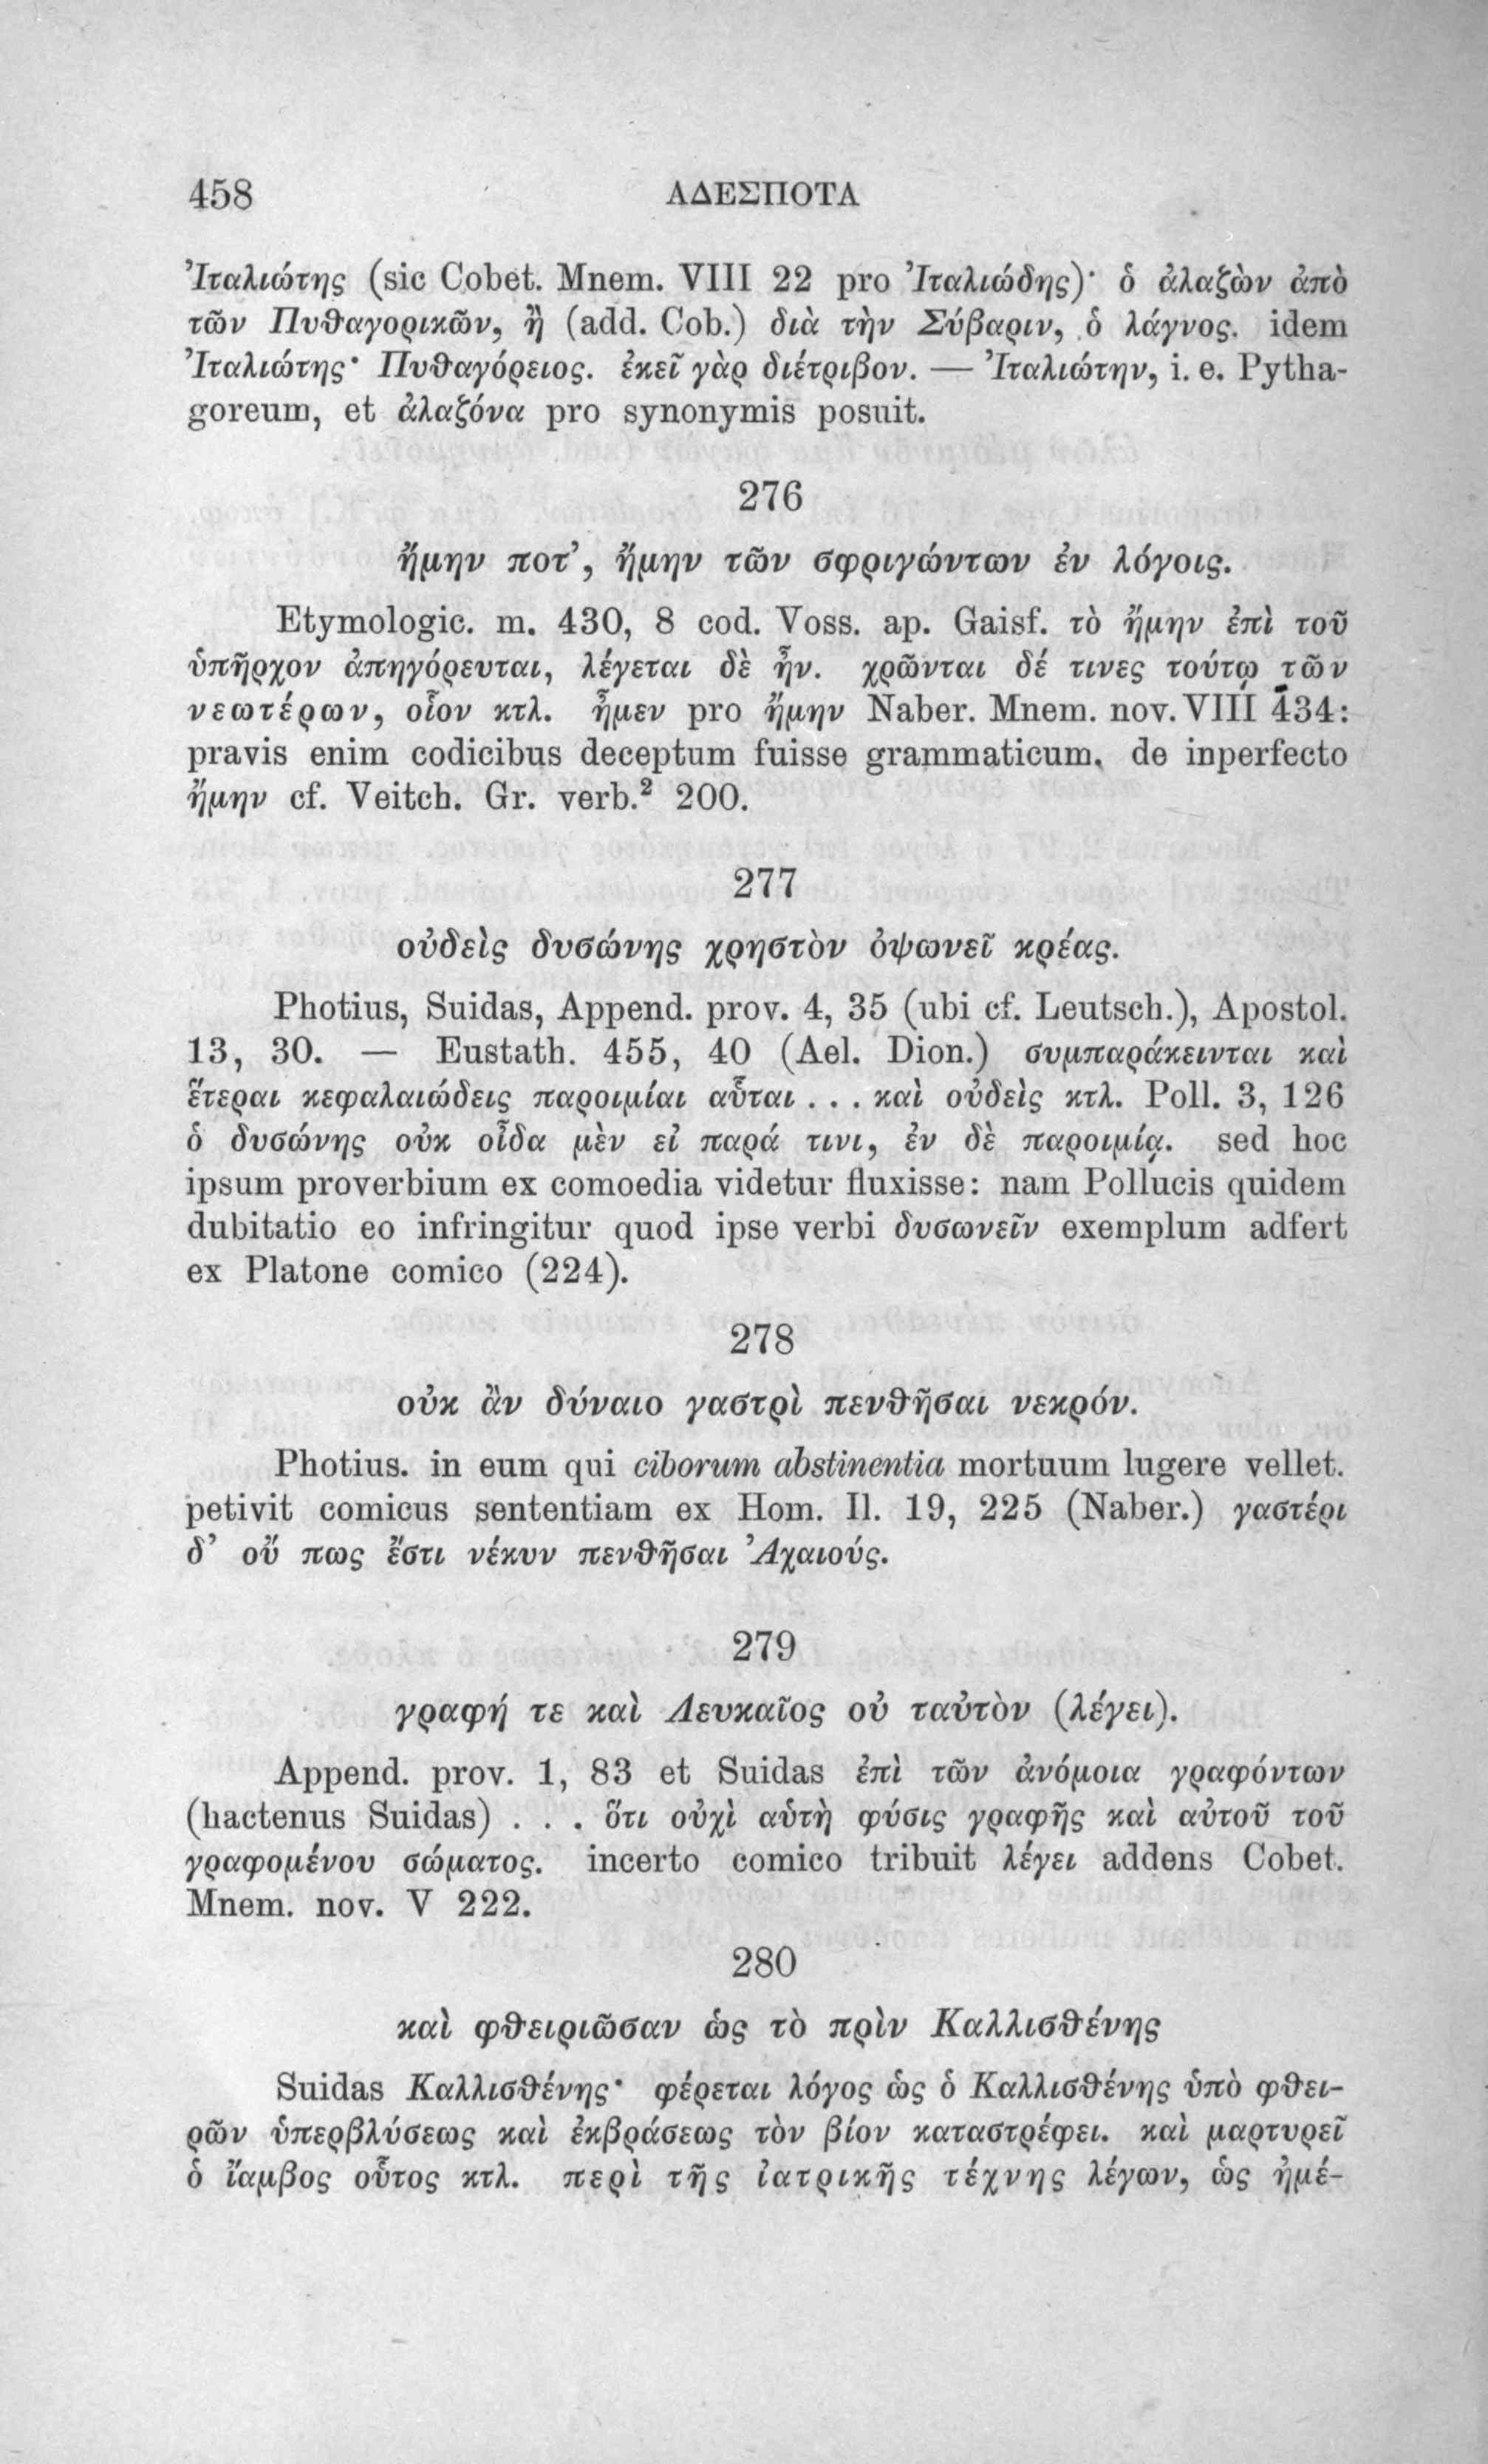 458 ΑΔΕΣΠΟΤΑ
Ἰταλιώτης (sic Cobet. Mnem. VIII 22 pro Ἰταλιώδης)· ὁ ἀλαζὼν ἀπὸ
τῶν Πυθαγορικῶν, ἢ (add. Cob.) διὰ τὴν Σύβαριν, ὁ λάγνος. idem
Ἰταλιώτης· Πυθαγόρειος. ἐκεῖ γὰρ διέτριβον. — Ἰταλιώτην, i. e. Pytha-
goreum, et ἀλαζόνα pro synonymis posuit.
276
ἤμην ποτ’, ἤμην τῶν σφριγώντων ἐν λόγοις.
Etymologic. m. 430, 8 cod. Voss. ap. Gaisf. τὸ ἤμην ἐπὶ τοῦ
ὑπῆρχον ἀπηγόρευται, λέγεται δὲ ἦν. χρῶνται δέ τινες τούτῳ τῶν
νεωτέρων, οἷον κτλ. ἦμεν pro ἤμην Naber. Mnem. nov. VIII 434:
pravis enim codicibus deceptum fuisse grammaticum. de inperfecto
ἤμην cf. Veitch. Gr. verb.² 200.
277
οὐδεὶς δυσώνης χρηστὸν ὀψωνεῖ κρέας.
Photius, Suidas, Append. prov. 4, 35 (ubi cf. Leutsch.), Apostol.
13, 30. — Eustath. 455, 40 (Ael. Dion.) συμπαράκεινται καὶ
ἕτεραι κεφαλαιώδεις παροιμίαι αὗται . . . καὶ οὐδεὶς κτλ. Poll. 3, 126
ὁ δυσώνης οὐκ οἶδα μὲν εἰ παρά τινι, ἐν δὲ παροιμίᾳ. sed hoc
ipsum proverbium ex comoedia videtur fluxisse: nam Pollucis quidem
dubitatio eo infringitur quod ipse verbi δυσωνεῖν exemplum adfert
ex Platone comico (224).
278
οὐκ ἂν δύναιο γαστρὶ πενθῆσαι νεκρόν.
Photius. in eum qui ciborum abstinentia mortuum lugere vellet.
petivit comicus sententiam ex Hom. Il. 19, 225 (Naber.) γαστέρι
δ’ οὔ πως ἔστι νέκυν πενθῆσαι Ἀχαιούς.
279
γραφή τε καὶ Λευκαῖος οὐ ταὐτὸν (λέγει).
Append. prov. 1, 83 et Suidas ἐπὶ τῶν ἀνόμοια γραφόντων
(hactenus Suidas) . . . ὅτι οὐχὶ αὑτὴ φύσις γραφῆς καὶ αὐτοῦ τοῦ
γραφομένου σώματος. incerto comico tribuit λέγει addens Cobet.
Mnem. nov. V 222.
280
καὶ φθειριῶσαν ὡς τὸ πρὶν Καλλισθένης
Suidas Καλλισθένης· φέρεται λόγος ὡς ὁ Καλλισθένης ὑπὸ φθει-
ρῶν ὑπερβλύσεως καὶ ἐκβράσεως τὸν βίον καταστρέφει. καὶ μαρτυρεῖ
ὁ ἴαμβος οὗτος κτλ. περὶ τῆς ἰατρικῆς τέχνης λέγων, ὡς ἡμέ-